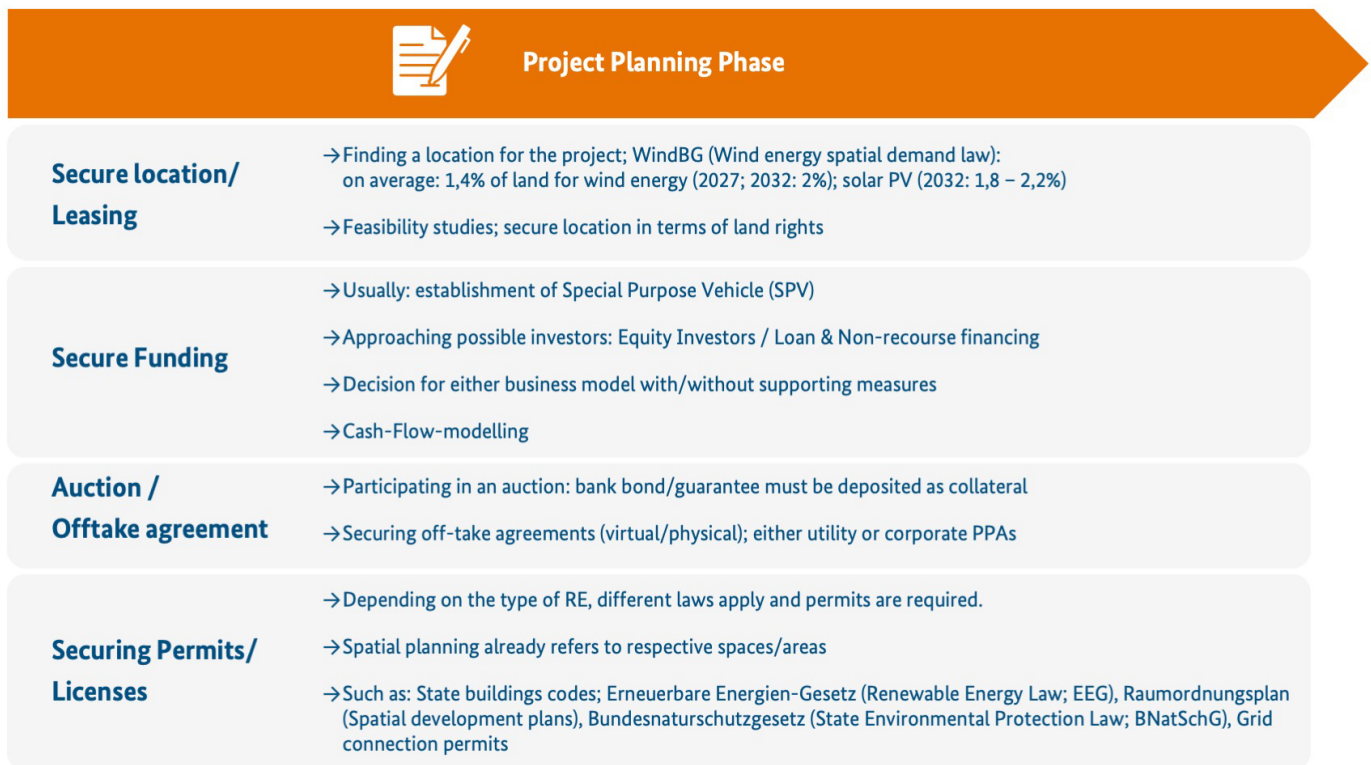 Project Planning Phase
Secure location/
Leasing
→Finding a location for the project; WindBG (Wind energy spatial demand law):
on average: 1,4% of land for wind energy (2027; 2032: 2%); solar PV (2032: 1,8 – 2,2%)
→Feasibility studies; secure location in terms of land rights
Secure Funding
→Usually: establishment of Special Purpose Vehicle (SPV)
→Approaching possible investors: Equity Investors / Loan & Non-recourse financing
→Decision for either business model with/without supporting measures
→Cash-Flow-modelling
Auction /
Offtake agreement
→Participating in an auction: bank bond/guarantee must be deposited as collateral
→Securing off-take agreements (virtual/physical); either utility or corporate PPAs
Securing Permits/
Licenses
→Depending on the type of RE, different laws apply and permits are required.
→Spatial planning already refers to respective spaces/areas
→Such as: State buildings codes; Erneuerbare Energien-Gesetz (Renewable Energy Law; EEG), Raumordnungsplan
(Spatial development plans), Bundesnaturschutzgesetz (State Environmental Protection Law; BNatSchG), Grid
connection permits